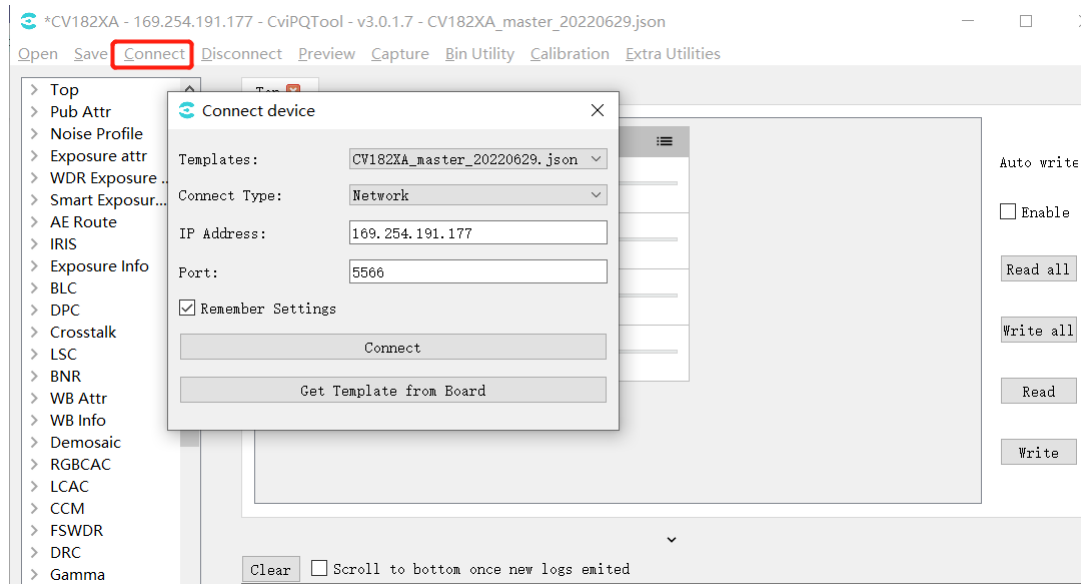 *CV182XA - 169.254.191.177 - CviPQTool - v3.0.1.7 - CV182XA_master_20220629.json
Open Save Connect Disconnect Preview Capture Bin Utility Calibration Extra Utilities
Top
Pub Attr
Noise Profile
Exposure attr
WDR Exposure ..
Smart Exposur...
AE Route
IRIS
Exposure Info
BLC
DPC
Crosstalk
LSC
BNR
WB Attr
WB Info
Demosaic
RGBCAC
LCAC
CCM
FSWDR
DRC
Gamma
Top
Connect device
Templates: CV182XA_master_20220629.json
Connect Type: Network
IP Address: 169.254.191.177
Port: 5566
Remember Settings
Connect
Get Template from Board
Auto write
Enable
Read all
Write all
Read
Write
Clear Scroll to bottom once new logs emited